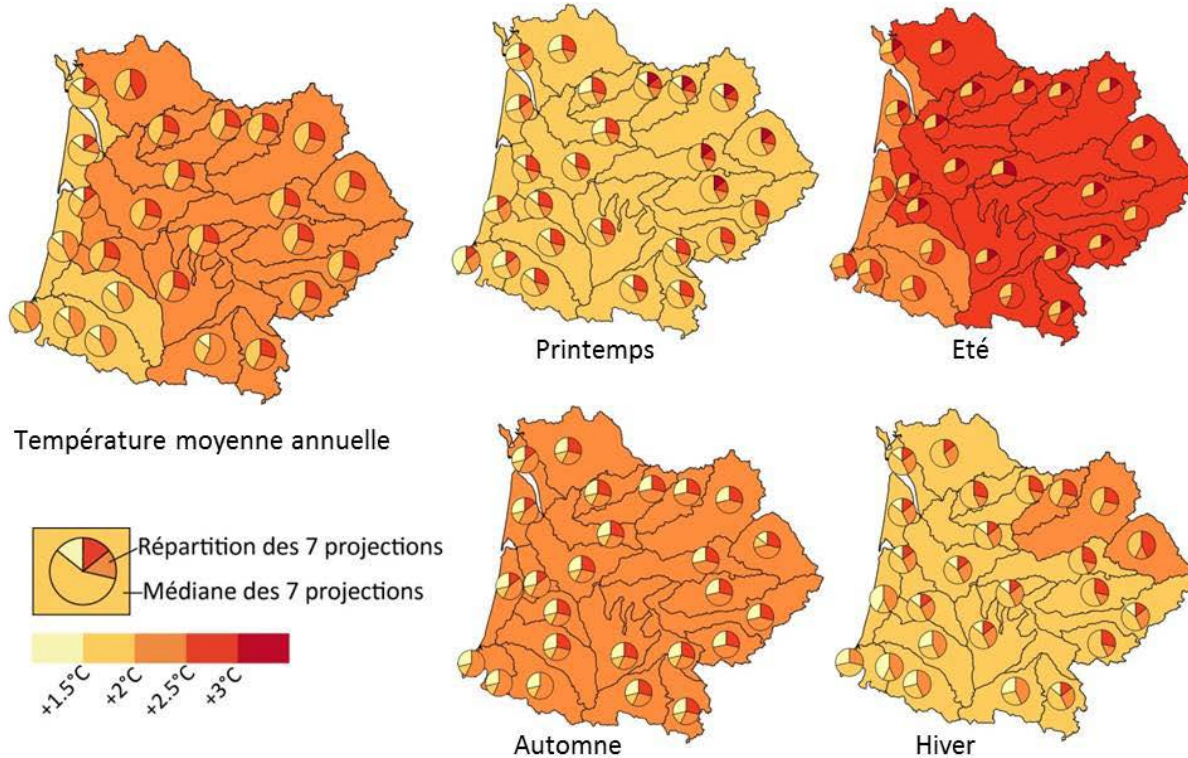 Printemps
Eté
Température moyenne annuelle
Répartition des 7 projections
Médiane des 7 projections
+1.5°C
+2°C
+2.5°C
+3°C
Automne
Hiver